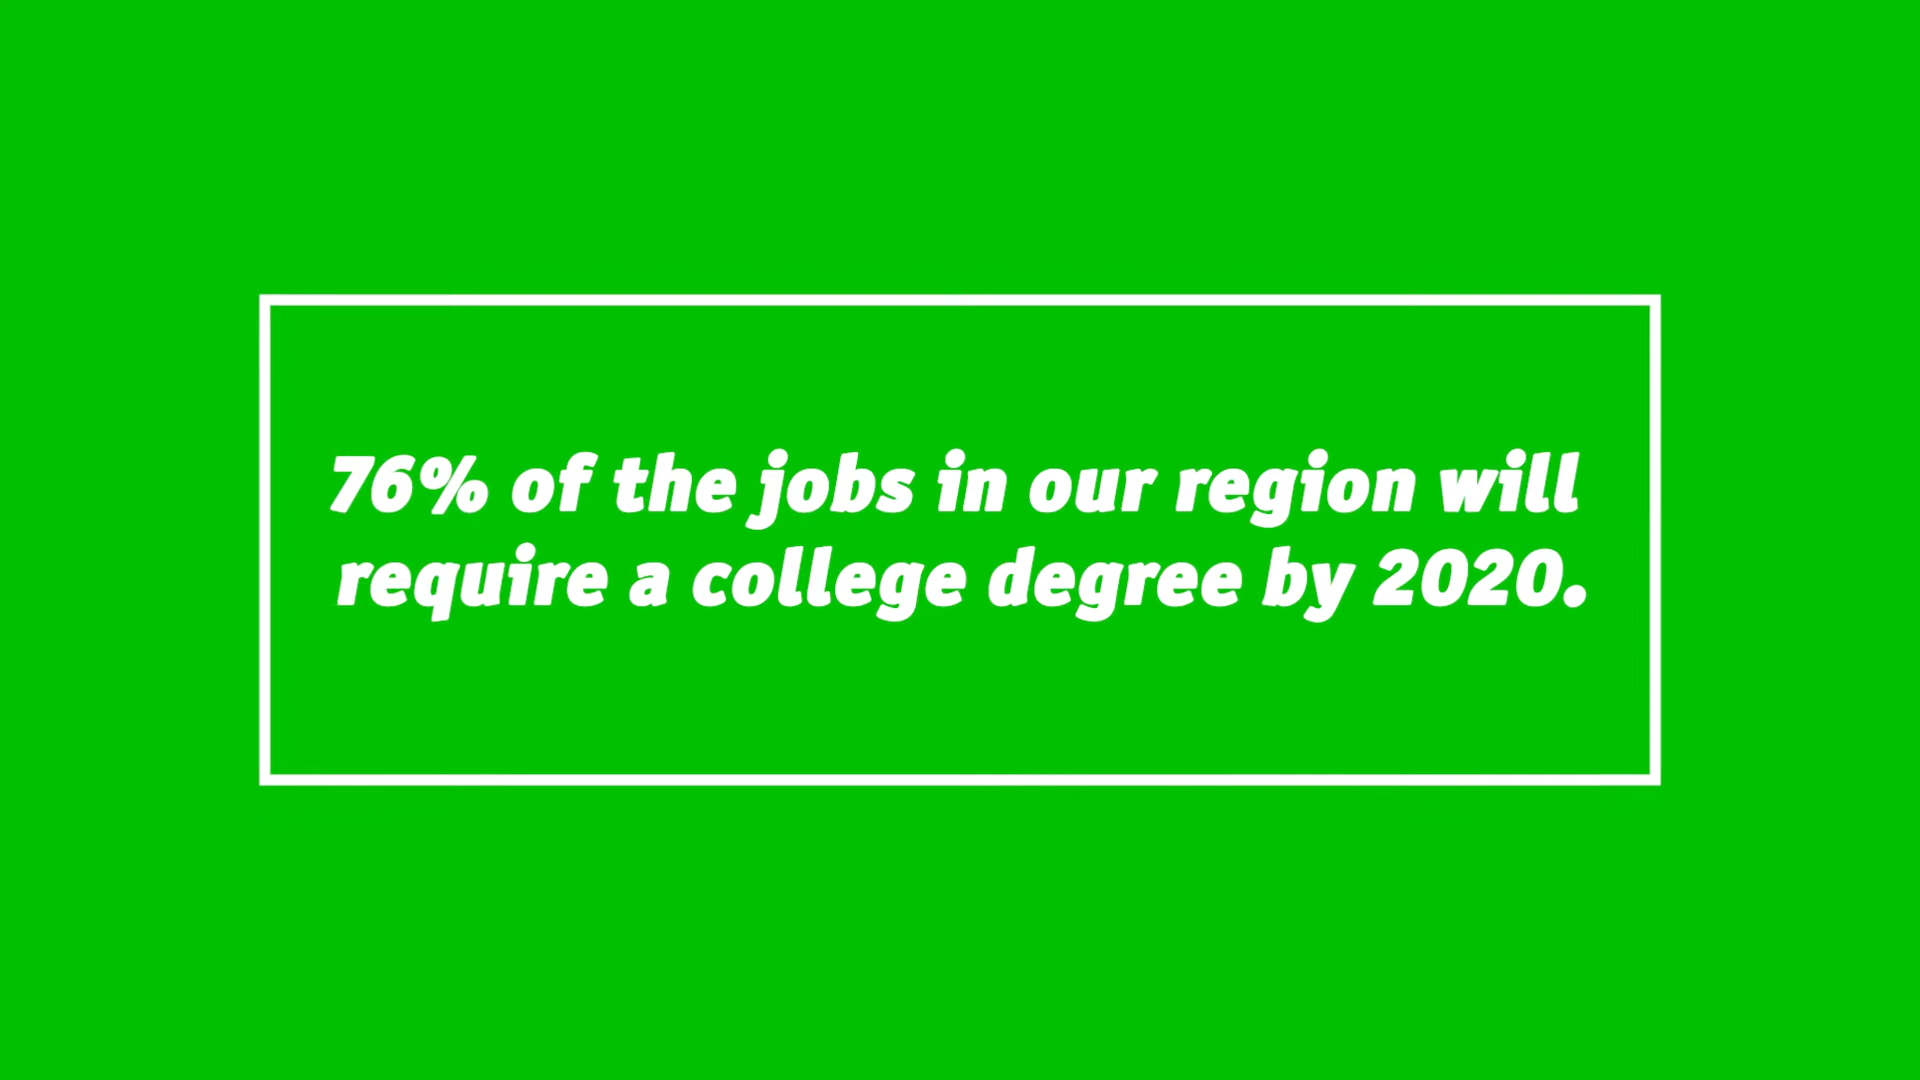 76% of the jobs in our region will
require a college degree by 2020.